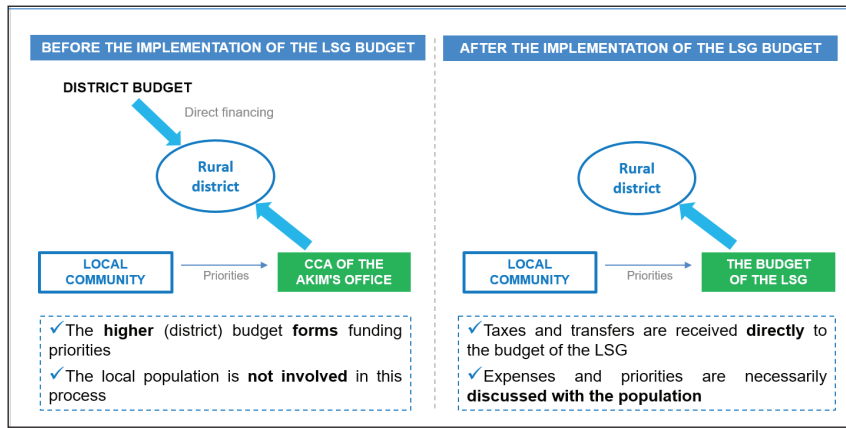 BEFORE THE IMPLEMENTATION OF THE LSG BUDGET
DISTRICT BUDGET
Direct financing
Rural
district
LOCAL
COMMUNITY
Priorities
CCA OF THE
AKIM'S OFFICE
✓The higher (district) budget forms funding
priorities
✓The local population is not involved in this
process
AFTER THE IMPLEMENTATION OF THE LSG BUDGET
Rural
district
LOCAL
COMMUNITY
Priorities
THE BUDGET
OF THE LSG
✓Taxes and transfers are received directly to
the budget of the LSG
✓Expenses and priorities are necessarily
discussed with the population